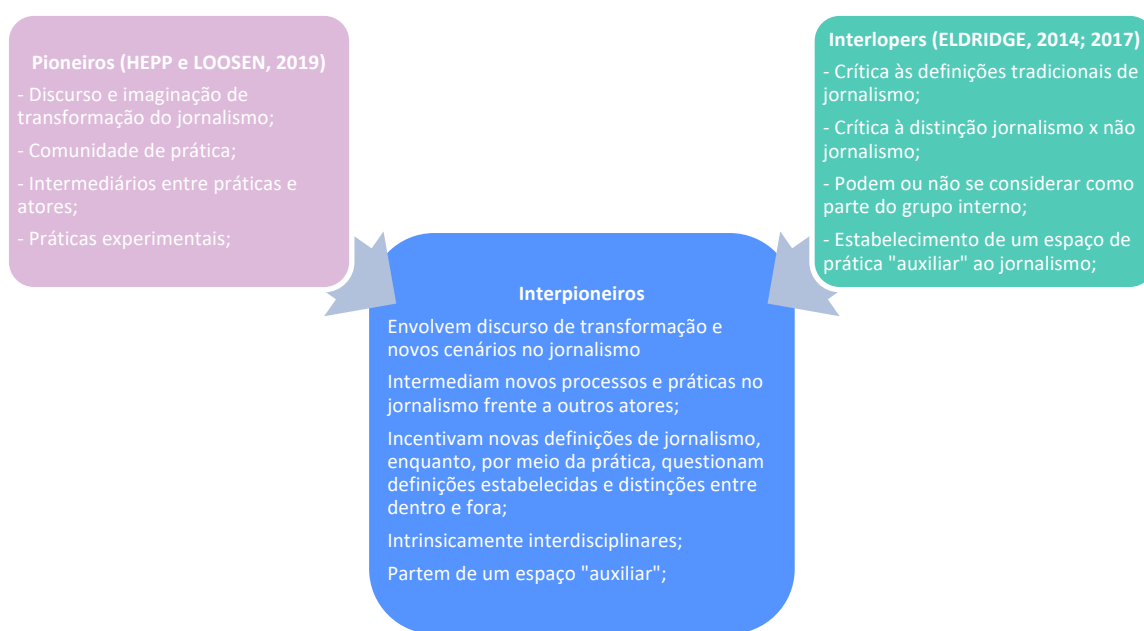 Pioneiros (HEPP e LOOSEN, 2019)
- Discurso e imaginação de
transformação do jornalismo;
- Comunidade de prática;
- Intermediários entre práticas e
atores;
- Práticas experimentais;
Interlopers (ELDRIDGE, 2014; 2017)
- Crítica às definições tradicionais de
jornalismo;
- Crítica à distinção jornalismo x não
jornalismo;
- Podem ou não se considerar como
parte do grupo interno;
- Estabelecimento de um espaço de
prática "auxiliar" ao jornalismo;
Interpioneiros
Envolvem discurso de transformação e
novos cenários no jornalismo
Intermediam novos processos e práticas no
jornalismo frente a outros atores;
Incentivam novas definições de jornalismo,
enquanto, por meio da prática, questionam
definições estabelecidas e distinções entre
dentro e fora;
Intrinsicamente interdisciplinares;
Partem de um espaço "auxiliar";